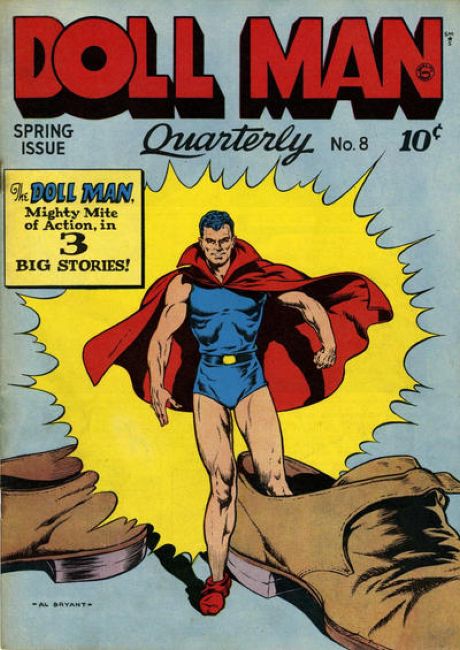 DOLL MAN
SPRING
ISSUE
Quarterly
No. 8
10¢
The DOLL MAN,
Mighty Mite
of Action, in
3
BIG STORIES!
-AL BRYANT-